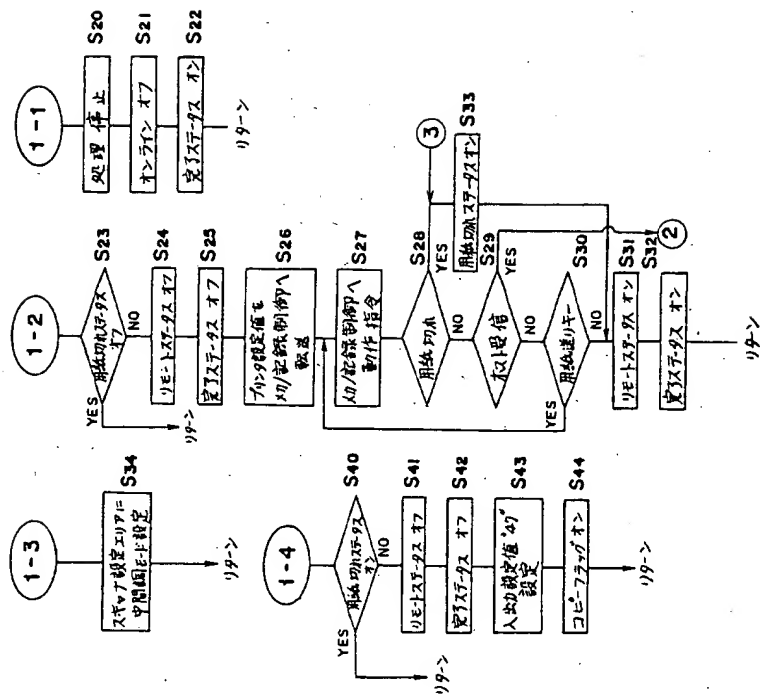 1-1
処理 停止 S20
オンライン オフ S21
完了ステータス オン S22
リターン
1-2
用紙切れステータス
オフ
S23
YES
NO
リターン
リモートステータス オフ S24
完了ステータス オフ S25
プリンタ設定値を
入力/記録制御へ
転送
S26
入力/記録制御へ
動作指令
S27
用紙切れ S28
YES
NO
3
用紙切れステータスオン S33
ホスト受信 S29
YES
NO
2
用紙送りキー S30
YES
NO
リモートステータス オン S31
完了ステータス オン S32
リターン
1-3
スキャナ設定エリアに
中間調モード設定
S34
リターン
1-4
用紙切れステータス
オン
S40
YES
NO
リターン
リモートステータス オフ S41
完了ステータス オフ S42
入出力設定値"47"
設定
S43
コピーフラッグオン S44
リターン